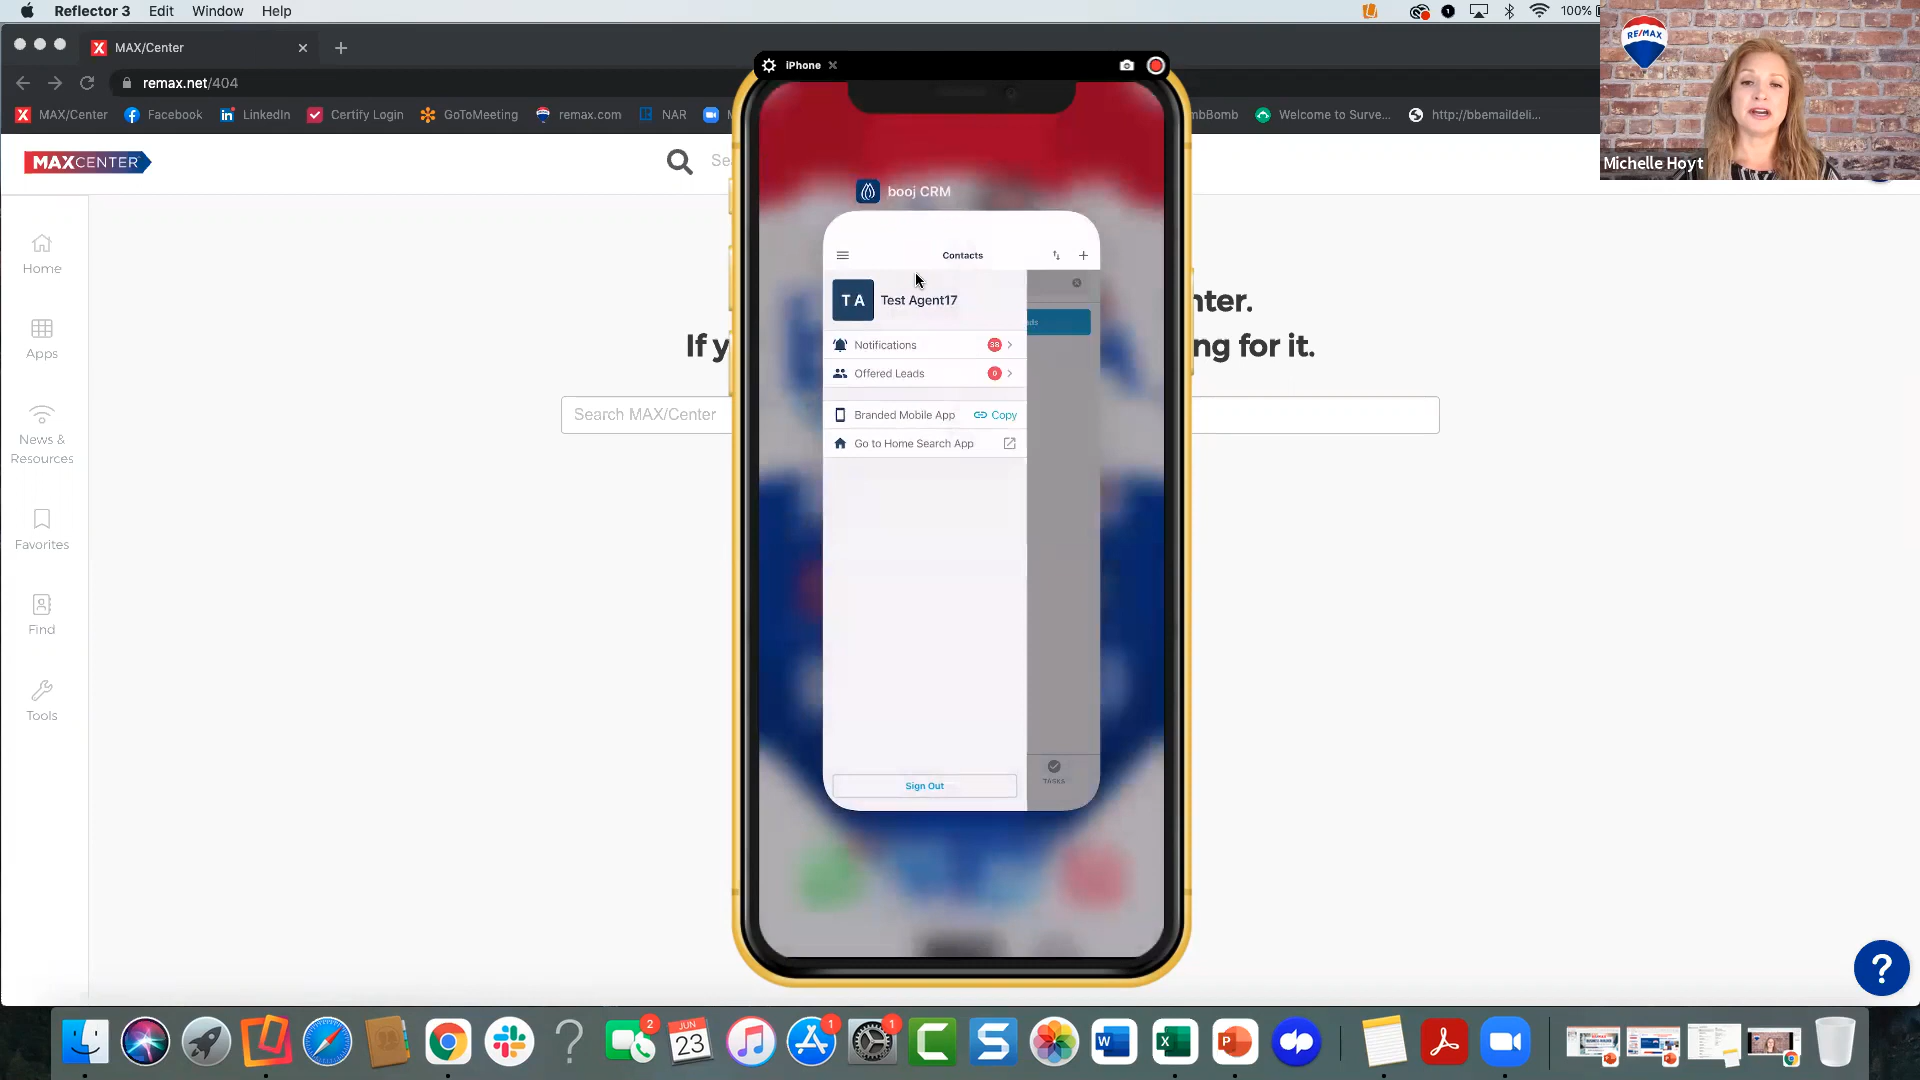 Reflector 3 Edit Window Help
100%
MAX/Center
remax.net/404
MAX/Center Facebook LinkedIn Certify Login GoToMeeting remax.com NAR
mbBomb Welcome to Surve... http://bbemaildeli...
MAXCENTER
iPhone
RE/MAX
Michelle Hoyt
booj CRM
Contacts
T A
Test Agent17
Notifications 38
Offered Leads 0
Branded Mobile App Copy
Go to Home Search App
Sign Out
TASKS
nter.
If y
ng for it.
Search MAX/Center
Home
Apps
News &
Resources
Favorites
Find
Tools
?
2
JUN
23
1
1